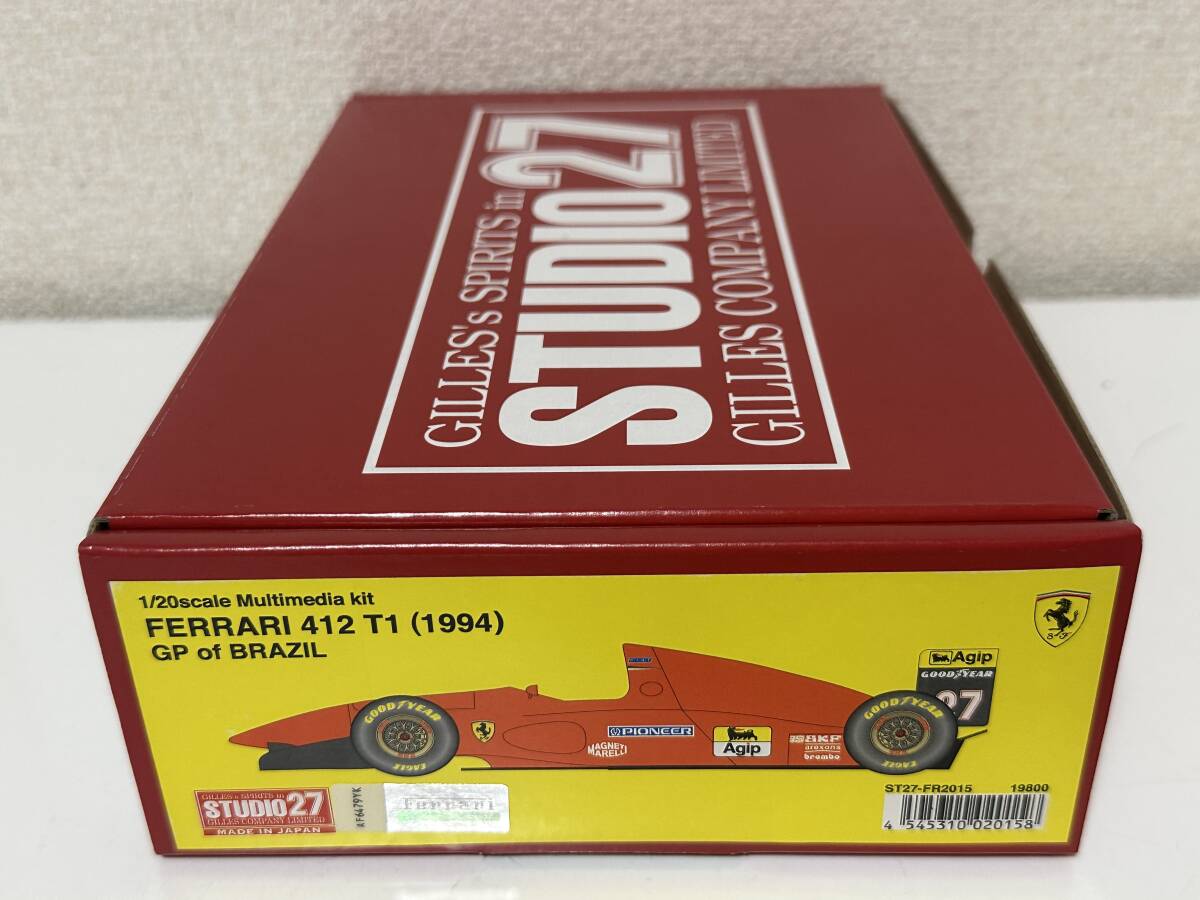 GILLES's SPIRITS in
STUDIO27
GILLES COMPANY LIMITED
1/20scale Multimedia kit
FERRARI 412 T1 (1994)
GP of BRAZIL
S F
Agip
GOODYEAR
27
FIAT
GOODYEAR
GOODYEAR
PIONEER
MAGNETI
MARELLI
Agip
SKF
arexons
brembo
ST27-FR2015 19800
4 545310 020158
GILLES's SPIRITS in
STUDIO27
GILLES COMPANY LIMITED
MADE IN JAPAN
AF6479YK
Ferrari